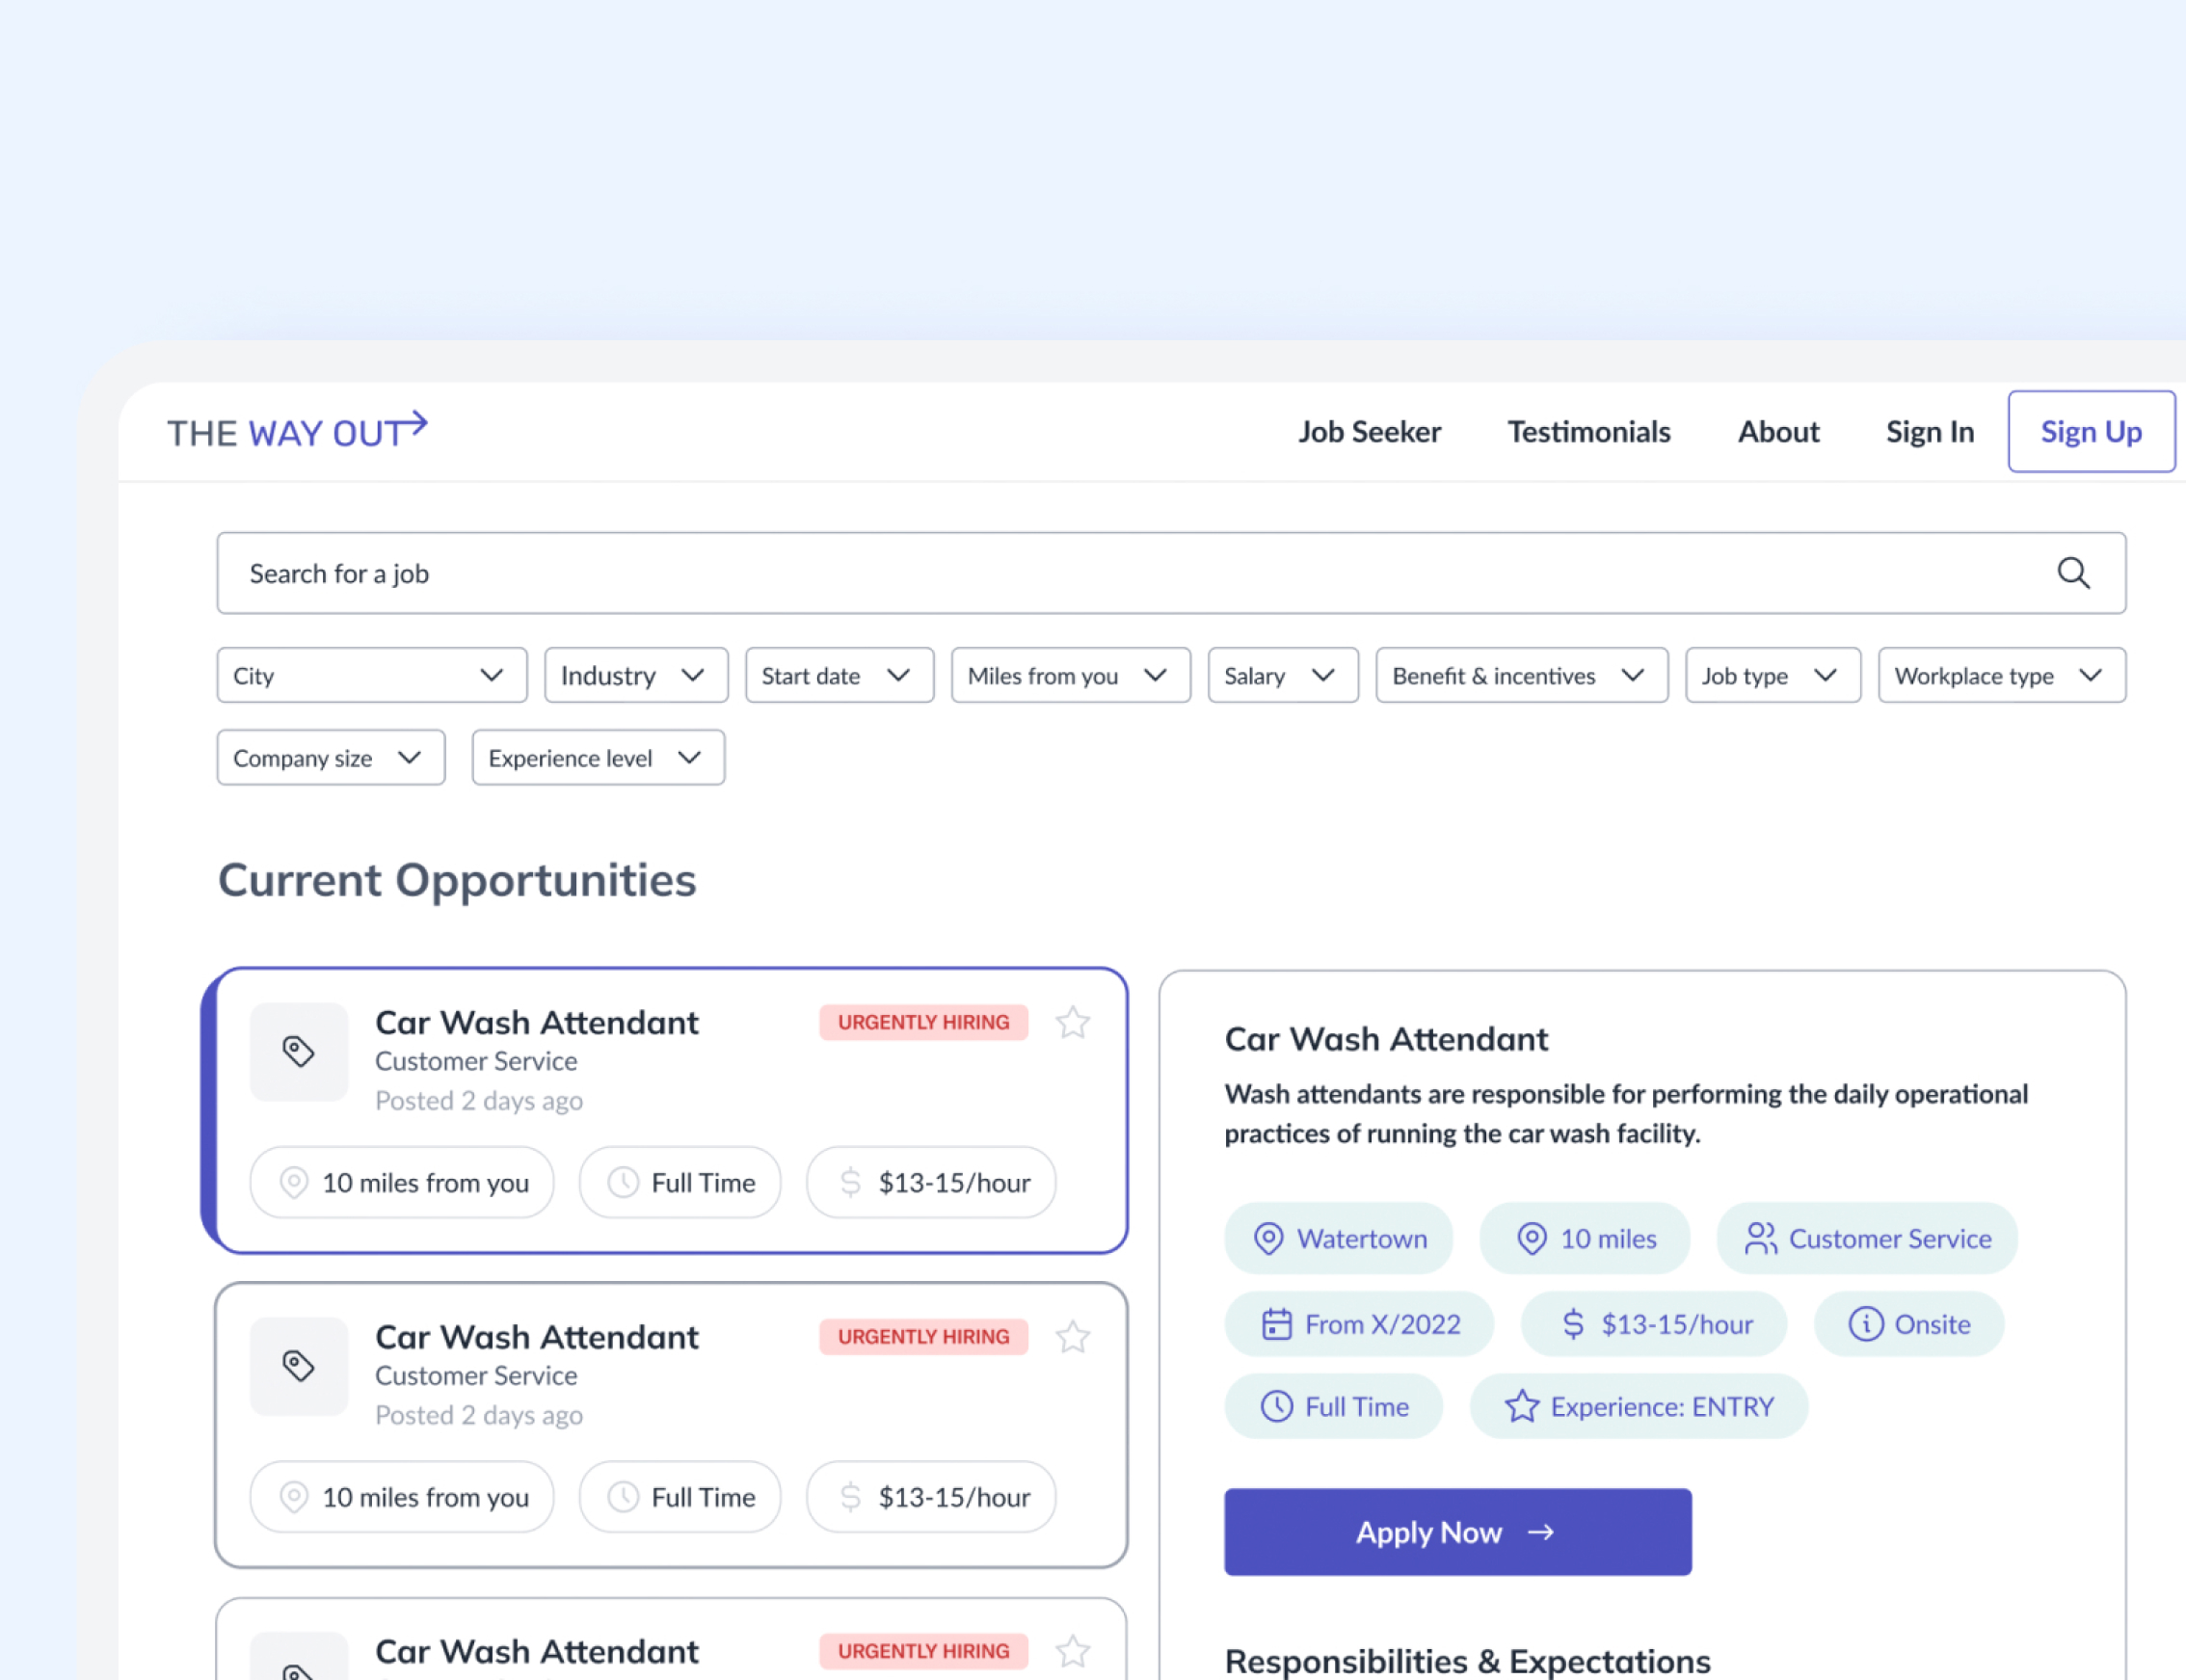 THE WAY OUT
Job Seeker Testimonials About Sign In Sign Up
Search for a job
City Industry Start date Miles from you Salary Benefit & incentives Job type Workplace type
Company size Experience level
Current Opportunities
Car Wash Attendant URGENTLY HIRING
Customer Service
Posted 2 days ago
10 miles from you Full Time $13-15/hour
Car Wash Attendant URGENTLY HIRING
Customer Service
Posted 2 days ago
10 miles from you Full Time $13-15/hour
Car Wash Attendant URGENTLY HIRING
Car Wash Attendant
Wash attendants are responsible for performing the daily operational
practices of running the car wash facility.
Watertown 10 miles Customer Service
From X/2022 $13-15/hour Onsite
Full Time Experience: ENTRY
Apply Now →
Responsibilities & Expectations